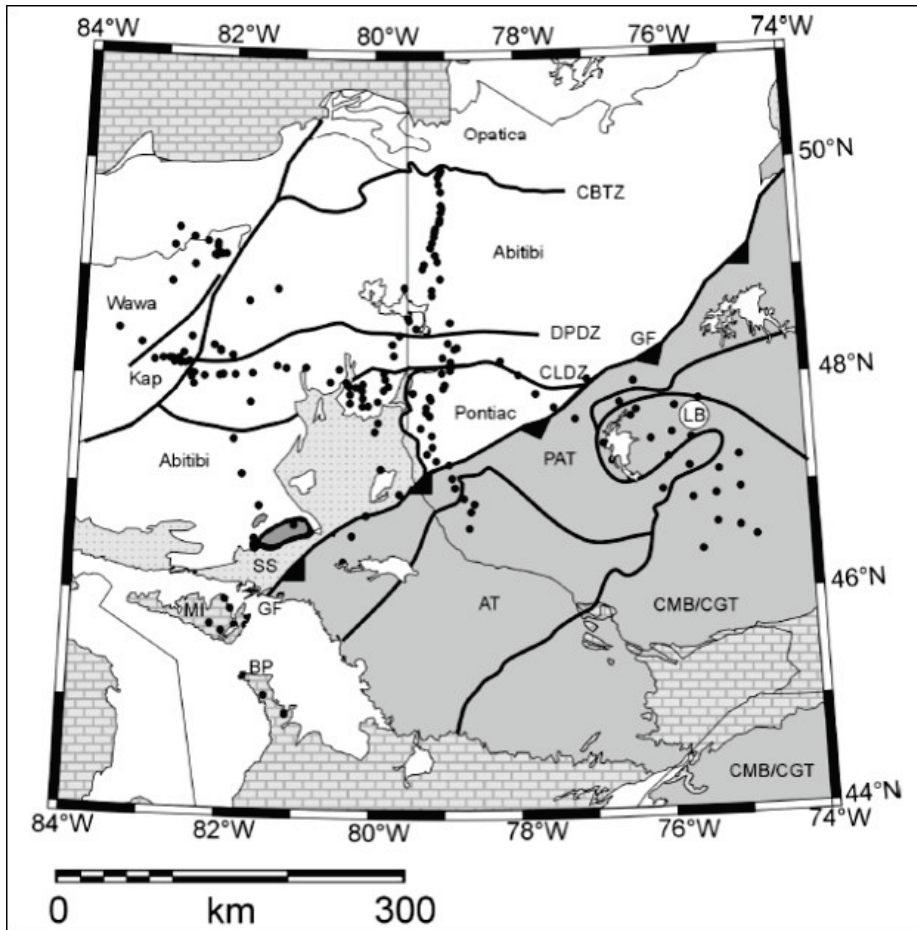 84°W 82°W 80°W 78°W 76°W 74°W
Opatica
50°N
CBTZ
Abitibi
Wawa
DPDZ
GF
48°N
Kap
CLDZ
Pontiac
LB
Abitibi
PAT
SS
46°N
MI
GF
AT
CMB/CGT
BP
CMB/CGT
44°N
84°W 82°W 80°W 78°W 76°W 74°W
0 km 300